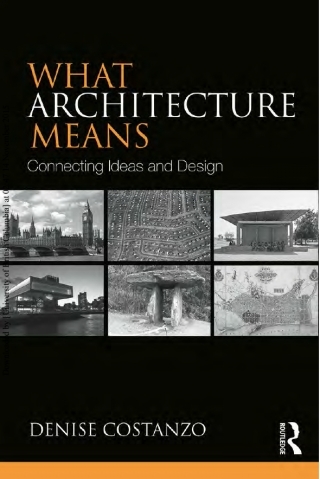 WHAT
ARCHITECTURE
MEANS
Connecting Ideas and Design
DENISE COSTANZO
ROUTLEDGE